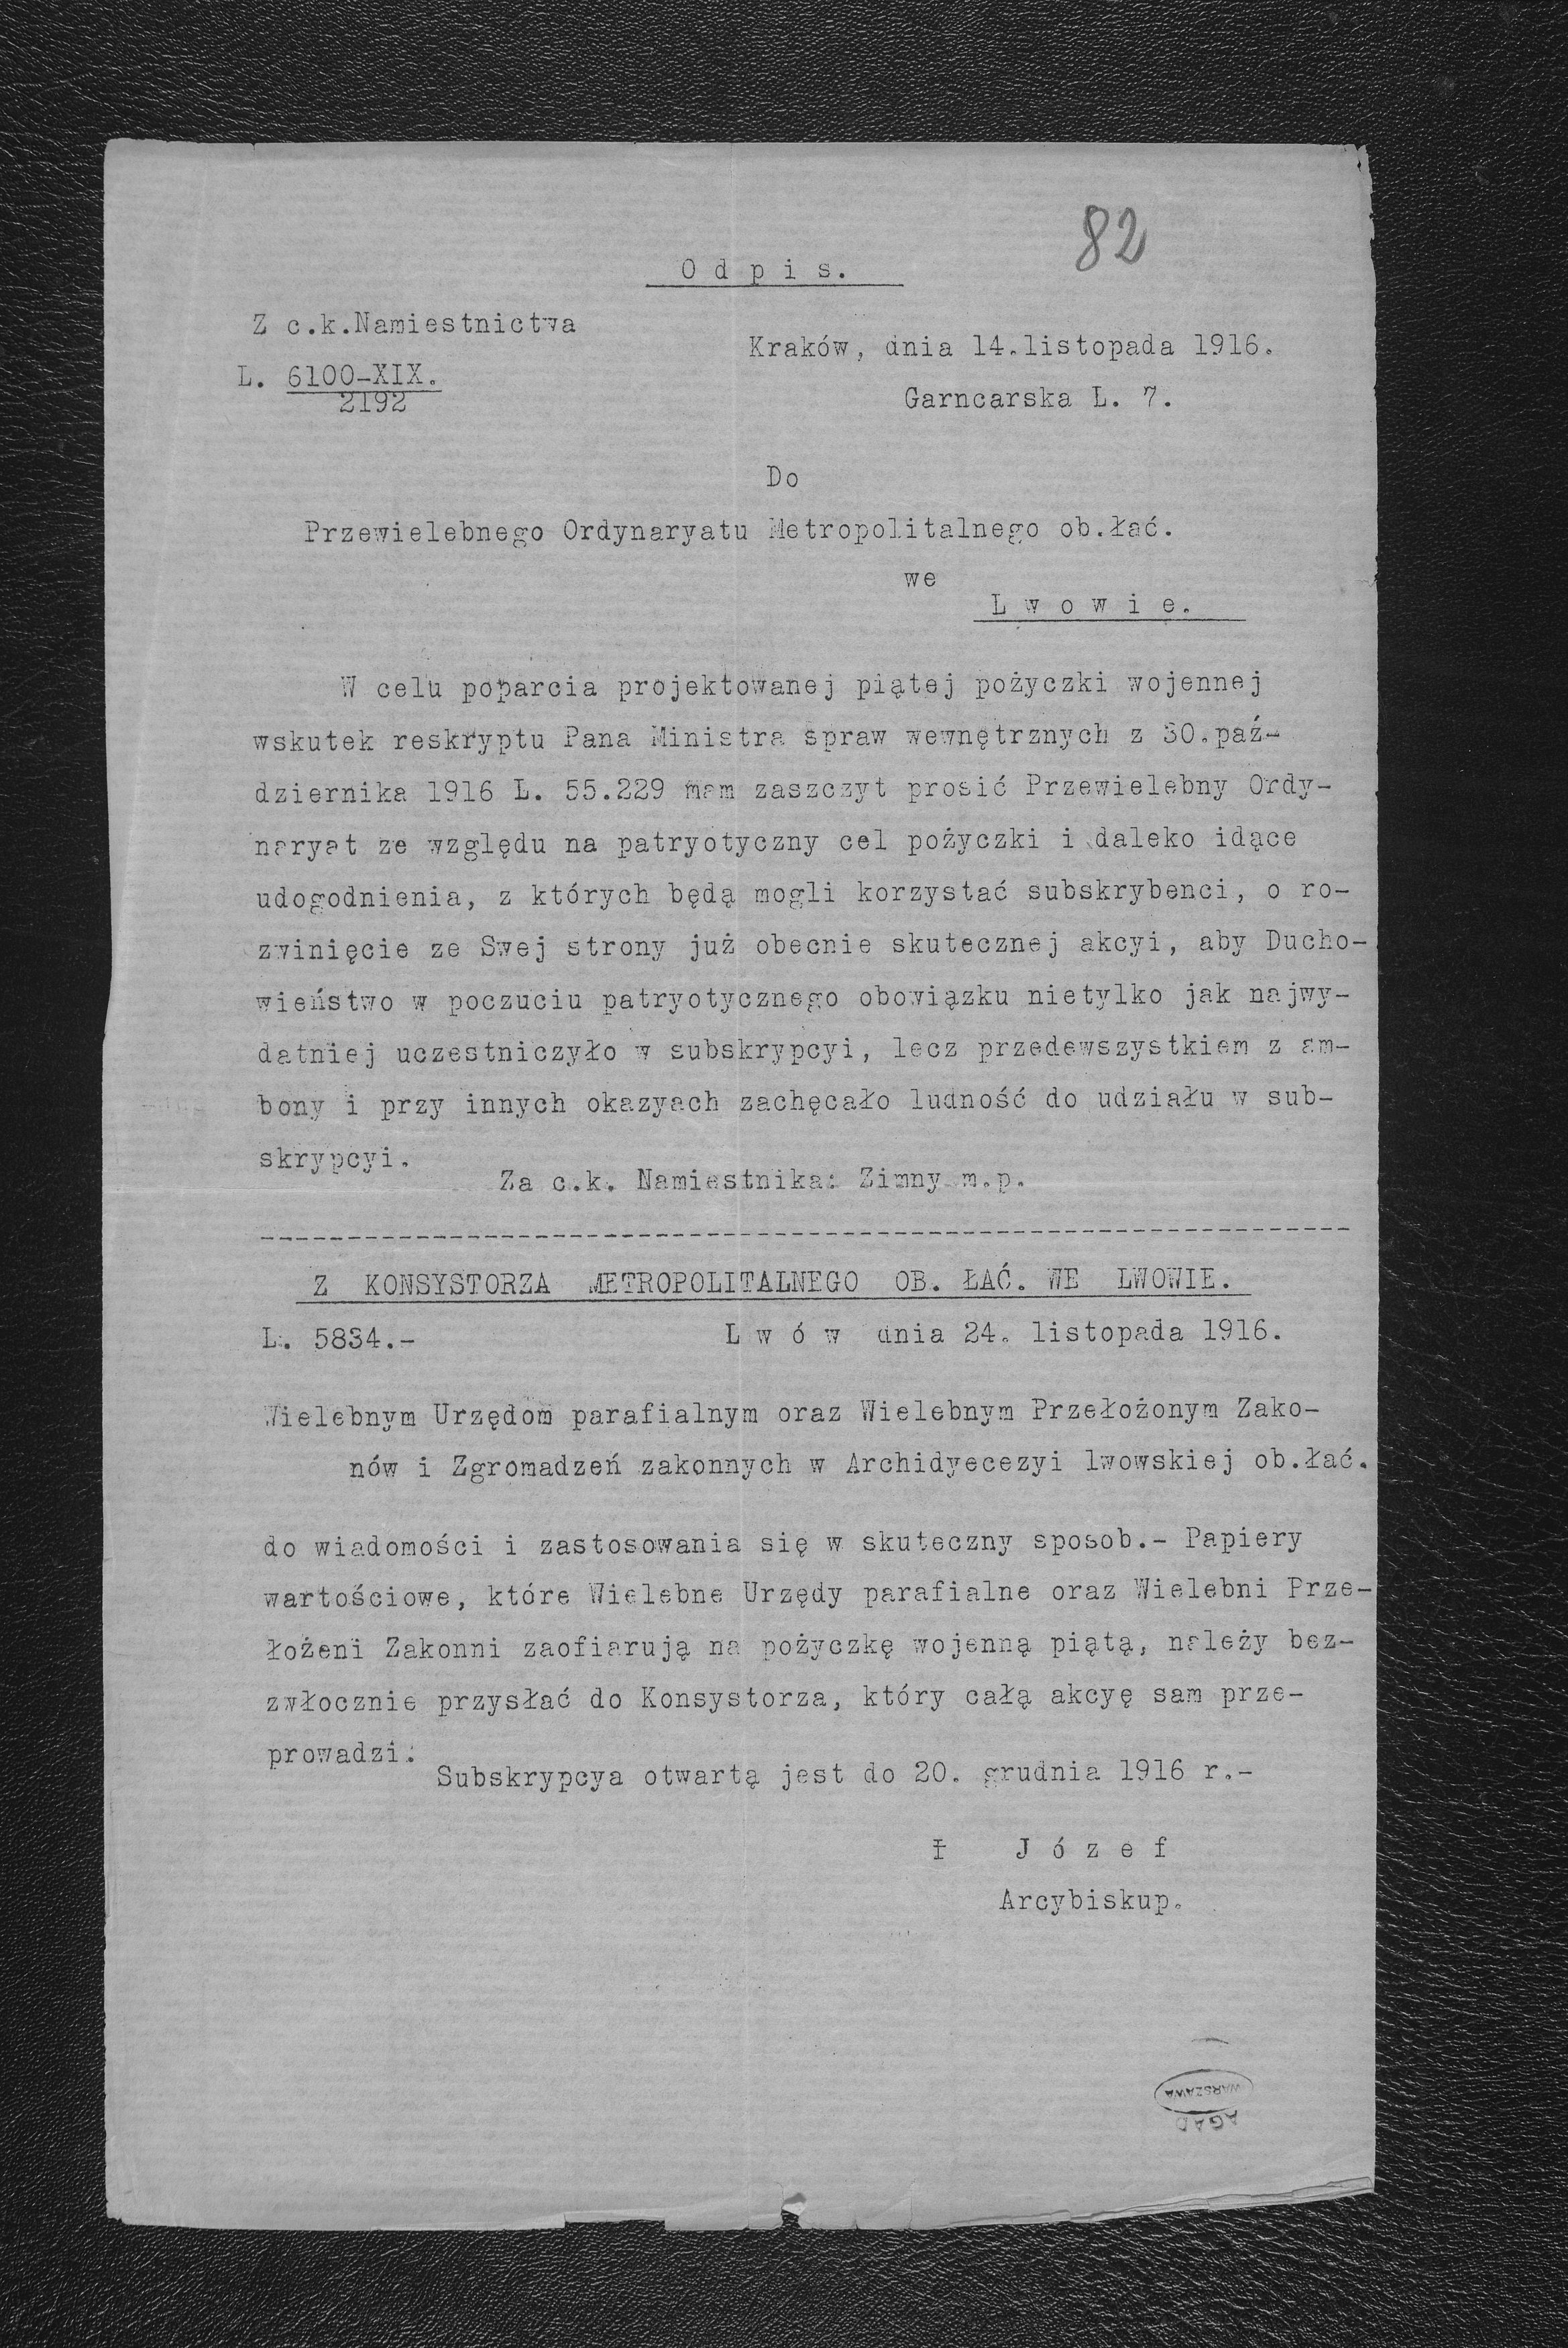 82
O d p i s.
Z c.k.Namiestnictwa
Kraków, dnia 14.listopada 1916.
L. 6100-XIX.
2192
Garncarska L. 7.
Do
Przewielebnego Ordynaryatu Metropolitalnego ob.łać.
we
L w o w i e.
W celu poparcia projektowanej piątej pożyczki wojennej
wskutek reskryptu Pana Ministra spraw wewnętrznych z 30.paź-
dziernika 1916 L. 55.229 mam zaszczyt prosić Przewielebny Ordy-
naryat ze względu na patryotyczny cel pożyczki i daleko idące
udogodnienia, z których będą mogli korzystać subskrybenci, o ro-
zwinięcie ze Swej strony już obecnie skutecznej akcyi, aby Ducho-
wieństwo w poczuciu patryotycznego obowiązku nietylko jak najwy-
datniej uczestniczyło w subskrypcyi, lecz przedewszystkiem z am-
bony i przy innych okazyach zachęcało ludność do udziału w sub-
skrypcyi.
Za c.k. Namiestnika: Zimny m.p.
Z KONSYSTORZA METROPOLITALNEGO OB. ŁAĆ. WE LWOWIE.
L. 5834.- L w ó w dnia 24. listopada 1916.
Wielebnym Urzędom parafialnym oraz Wielebnym Przełożonym Zako-
nów i Zgromadzeń zakonnych w Archidyecezyi lwowskiej ob.łać.
do wiadomości i zastosowania się w skuteczny sposob.- Papiery
wartościowe, które Wielebne Urzędy parafialne oraz Wielebni Prze-
łożeni Zakonni zaofiarują na pożyczkę wojenną piątą, należy bez-
zwłocznie przysłać do Konsystorza, który całą akcyę sam prze-
prowadzi.
Subskrypcya otwartą jest do 20. grudnia 1916 r.-
‡ J ó z e f
Arcybiskup.
WARSZAWA
AGAD